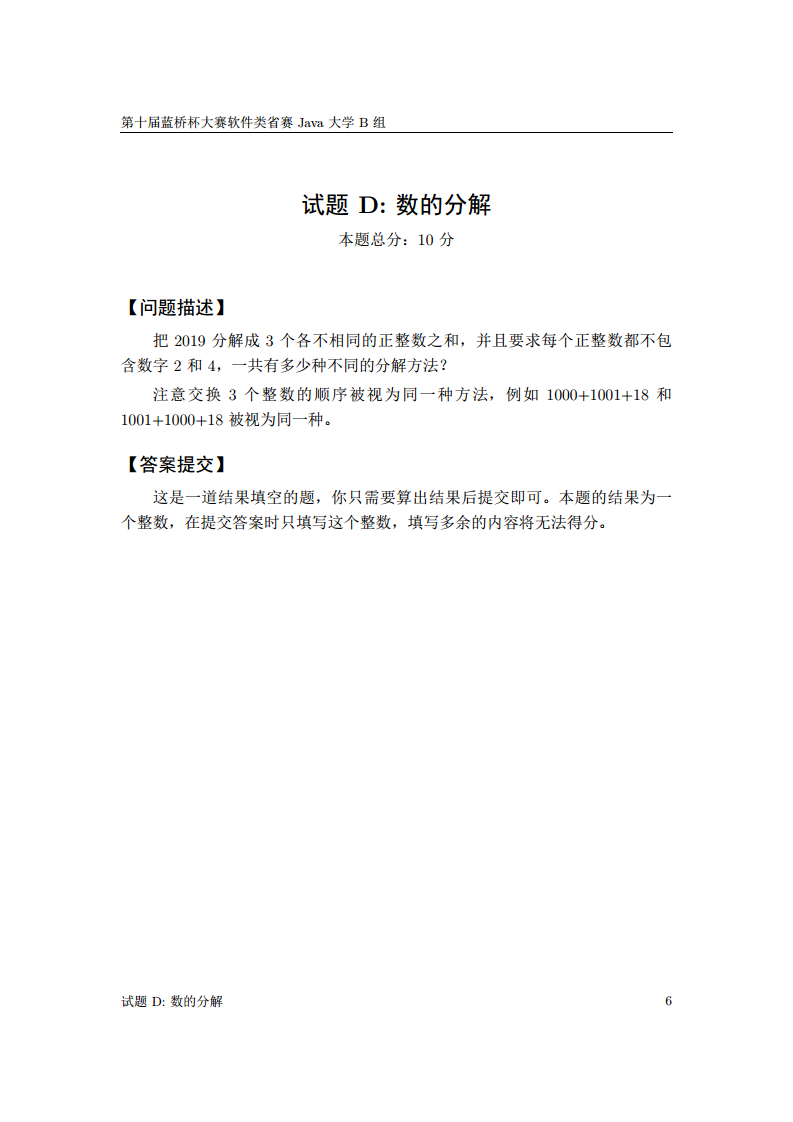 第十届蓝桥杯大赛软件类省赛 Java 大学 B 组
试题 D: 数的分解
本题总分：10 分
【问题描述】
把 2019 分解成 3 个各不相同的正整数之和，并且要求每个正整数都不包
含数字 2 和 4，一共有多少种不同的分解方法？
注意交换 3 个整数的顺序被视为同一种方法，例如 1000+1001+18 和
1001+1000+18 被视为同一种。
【答案提交】
这是一道结果填空的题，你只需要算出结果后提交即可。本题的结果为一
个整数，在提交答案时只填写这个整数，填写多余的内容将无法得分。
试题 D: 数的分解 6